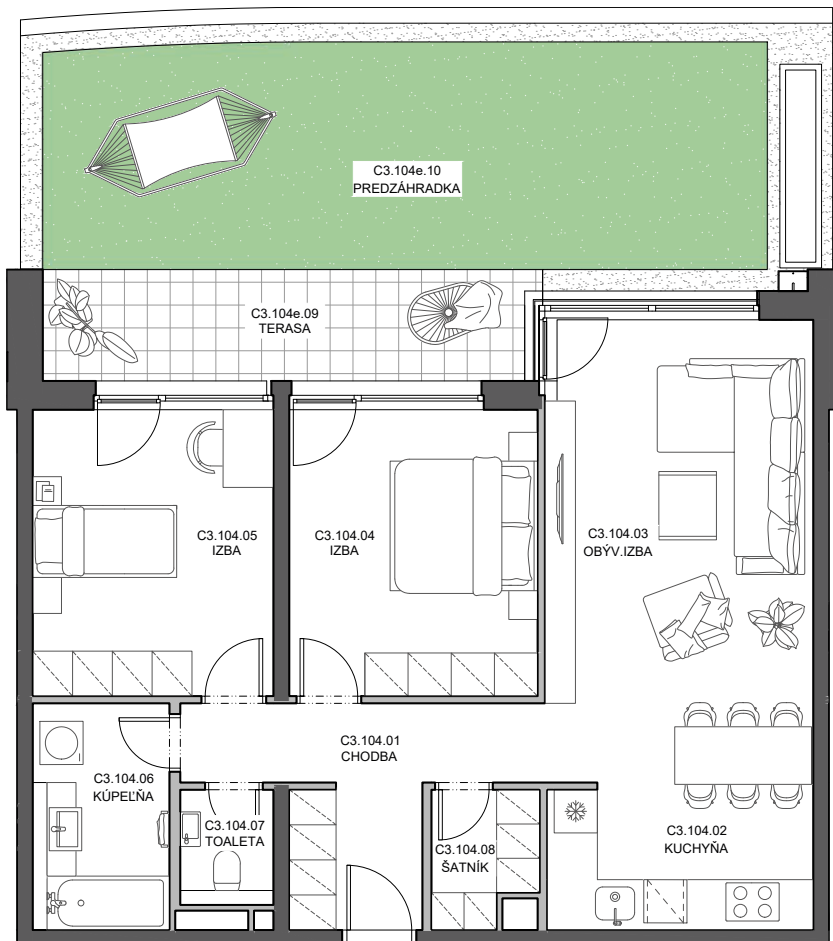 C3.104e.10
PREDZÁHRADKA
C3.104e.09
TERASA
C3.104.05
IZBA
C3.104.04
IZBA
C3.104.03
OBÝV.IZBA
C3.104.01
CHODBA
C3.104.06
KÚPEĽŇA
C3.104.07
TOALETA
C3.104.08
ŠATNÍK
C3.104.02
KUCHYŇA